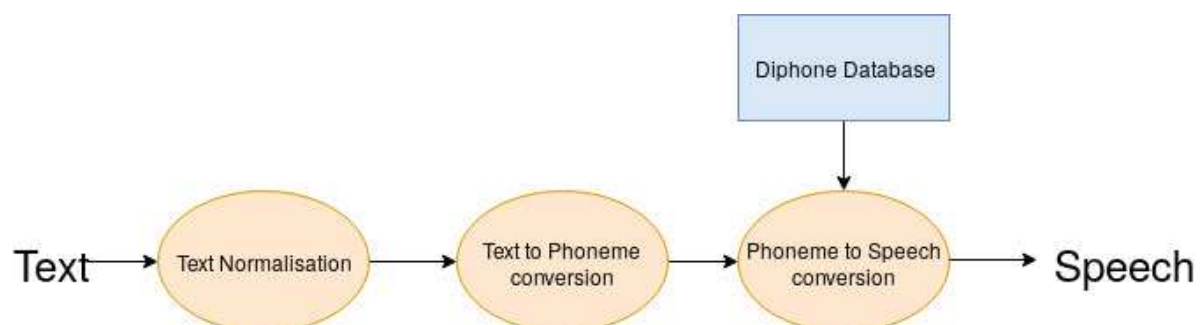 Diphone Database
Text
Text Normalisation
Text to Phoneme
conversion
Phoneme to Speech
conversion
Speech